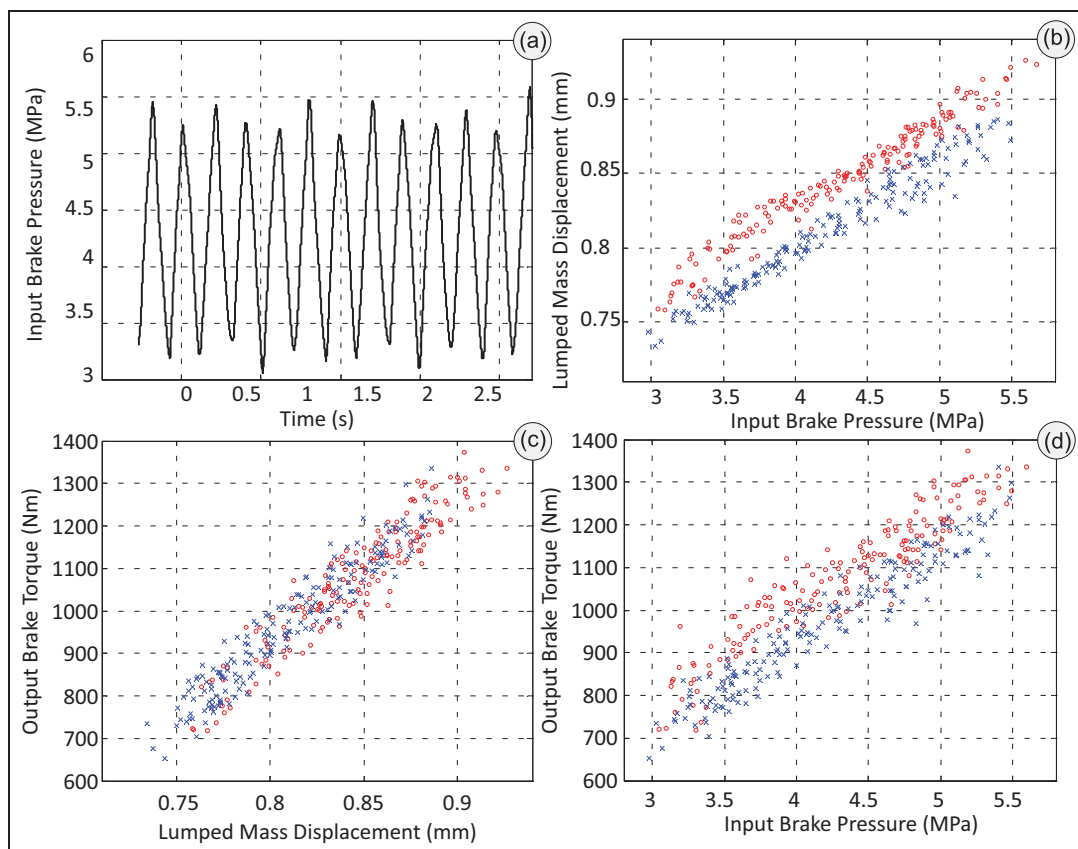 (a)
6
5.5
5
4.5
4
3.5
3
Input Brake Pressure (MPa)
0 0.5 1 1.5 2 2.5
Time (s)
(b)
0.9
0.85
0.8
0.75
Lumped Mass Displacement (mm)
3 3.5 4 4.5 5 5.5
Input Brake Pressure (MPa)
(c)
1400
1300
1200
1100
1000
900
800
700
600
Output Brake Torque (Nm)
0.75 0.8 0.85 0.9
Lumped Mass Displacement (mm)
(d)
1400
1300
1200
1100
1000
900
800
700
600
Output Brake Torque (Nm)
3 3.5 4 4.5 5 5.5
Input Brake Pressure (MPa)